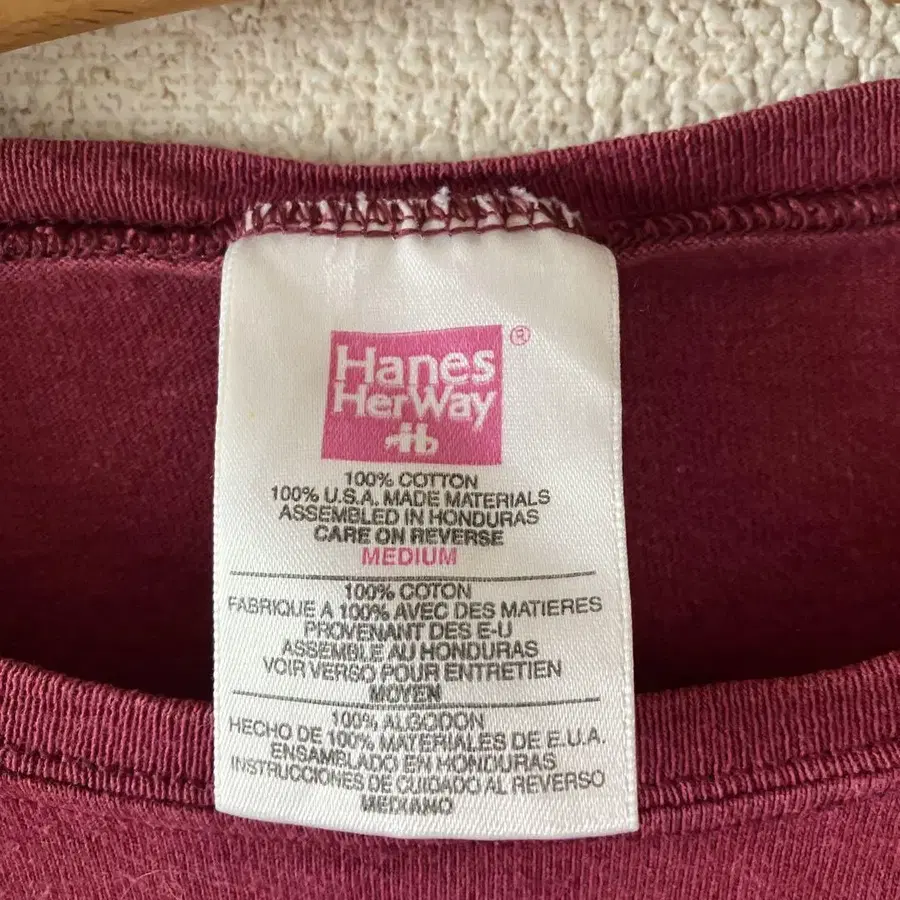 Hanes
HerWay
®
100% COTTON
100% U.S.A. MADE MATERIALS
ASSEMBLED IN HONDURAS
CARE ON REVERSE
MEDIUM
100% COTON
FABRIQUE A 100% AVEC DES MATIERES
PROVENANT DES E-U
ASSEMBLE AU HONDURAS
VOIR VERSO POUR ENTRETIEN
MOYEN
100% ALGODON
HECHO DE 100% MATERIALES DE E.U.A.
ENSAMBLADO EN HONDURAS
INSTRUCCIONES DE CUIDADO AL REVERSO
MEDIANO